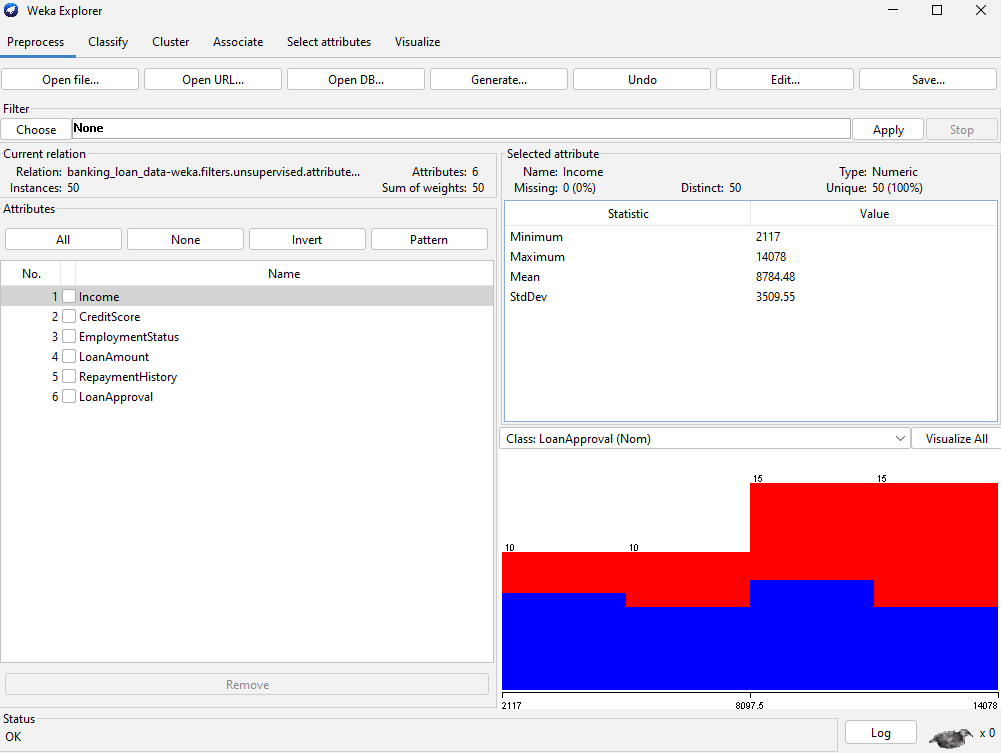 Weka Explorer
Preprocess Classify Cluster Associate Select attributes Visualize
Open file... Open URL... Open DB... Generate... Undo Edit... Save...
Filter
Choose None Apply Stop
Current relation
Relation: banking_loan_data-weka.filters.unsupervised.attribute... Attributes: 6
Instances: 50 Sum of weights: 50
Attributes
All None Invert Pattern
No. Name
1 Income
2 CreditScore
3 EmploymentStatus
4 LoanAmount
5 RepaymentHistory
6 LoanApproval
Remove
Selected attribute
Name: Income Type: Numeric
Missing: 0 (0%) Distinct: 50 Unique: 50 (100%)
Statistic Value
Minimum 2117
Maximum 14078
Mean 8784.48
StdDev 3509.55
Class: LoanApproval (Nom) Visualize All
15 15
10 10
2117 8097.5 14078
Status
OK
Log x 0